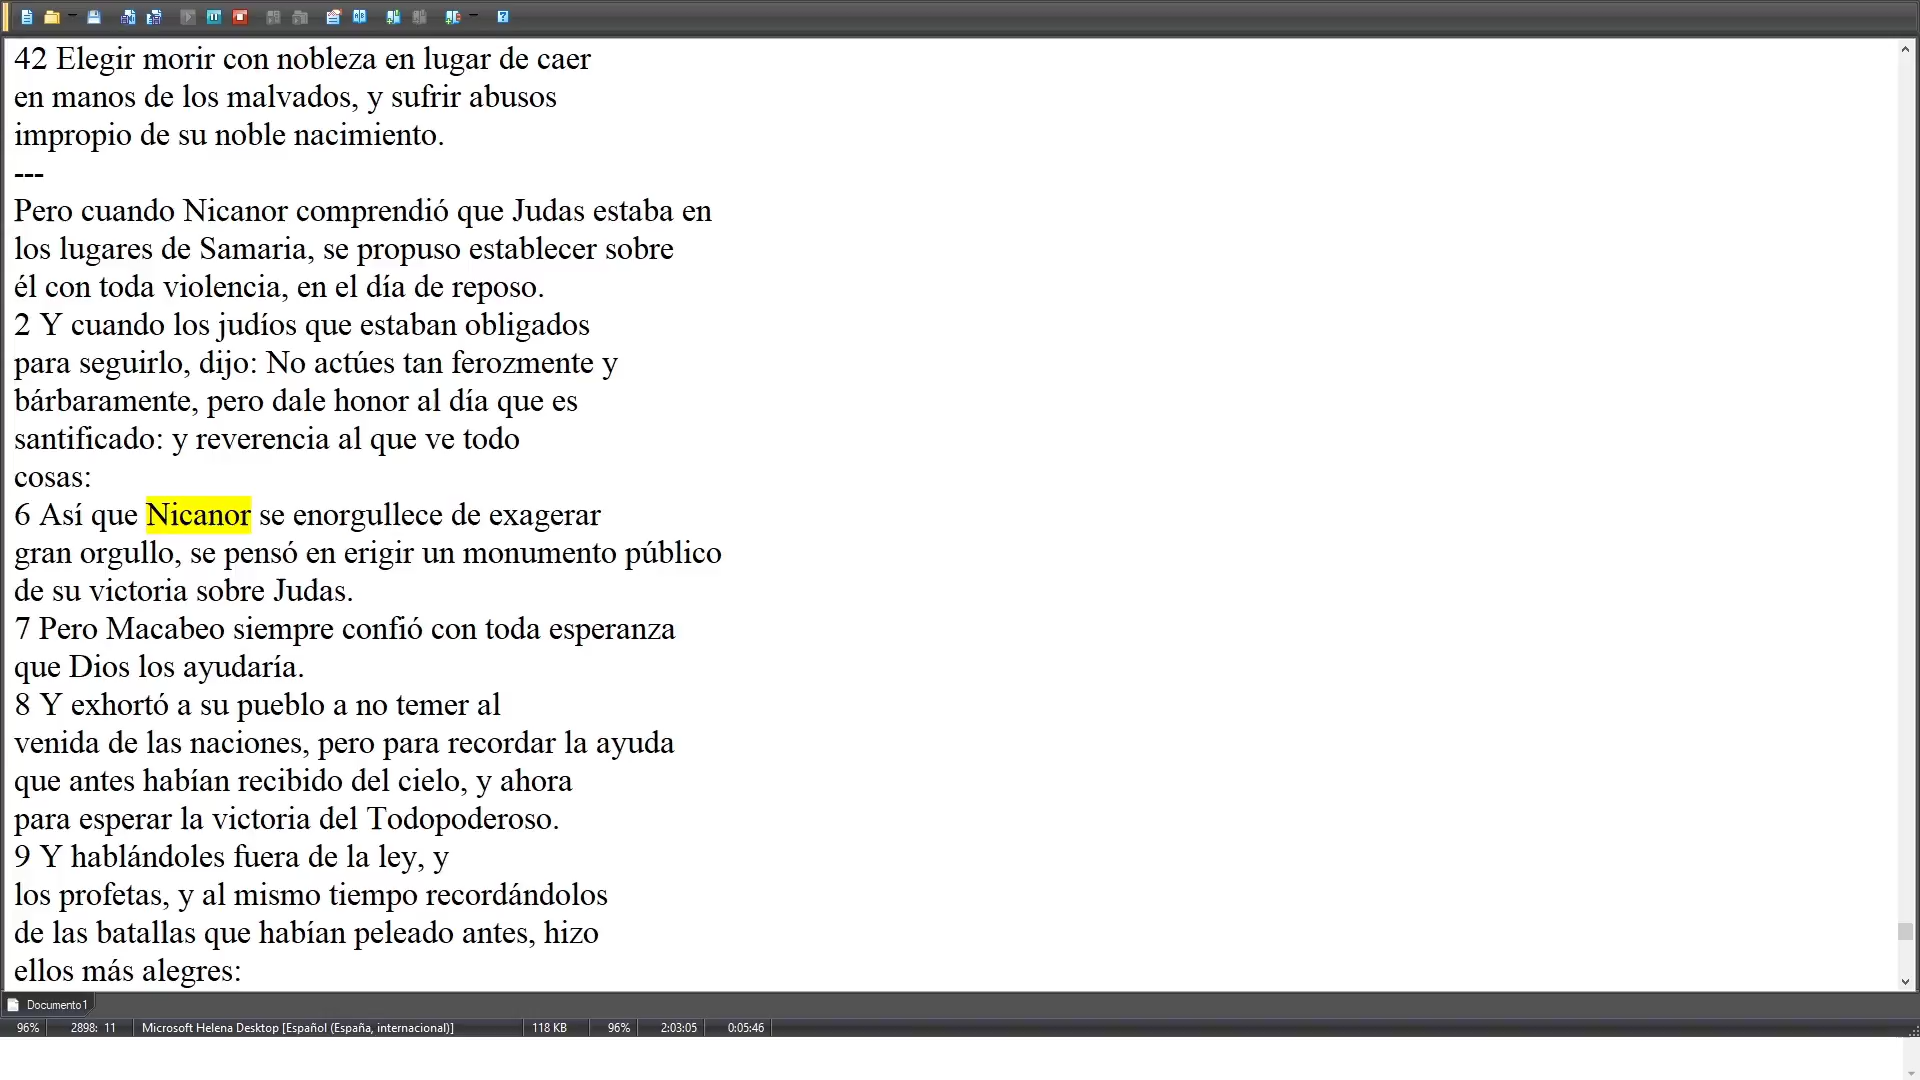 42 Elegir morir con nobleza en lugar de caer
en manos de los malvados, y sufrir abusos
impropio de su noble nacimiento.
---
Pero cuando Nicanor comprendió que Judas estaba en
los lugares de Samaria, se propuso establecer sobre
él con toda violencia, en el día de reposo.
2 Y cuando los judíos que estaban obligados
para seguirlo, dijo: No actúes tan ferozmente y
bárbaramente, pero dale honor al día que es
santificado: y reverencia al que ve todo
cosas:
6 Así que Nicanor se enorgullece de exagerar
gran orgullo, se pensó en erigir un monumento público
de su victoria sobre Judas.
7 Pero Macabeo siempre confió con toda esperanza
que Dios los ayudaría.
8 Y exhortó a su pueblo a no temer al
venida de las naciones, pero para recordar la ayuda
que antes habían recibido del cielo, y ahora
para esperar la victoria del Todopoderoso.
9 Y hablándoles fuera de la ley, y
los profetas, y al mismo tiempo recordándolos
de las batallas que habían peleado antes, hizo
ellos más alegres:
Documento1
96% 2898: 11 Microsoft Helena Desktop [Español (España, internacional)] 118 KB 96% 2:03:05 0:05:46